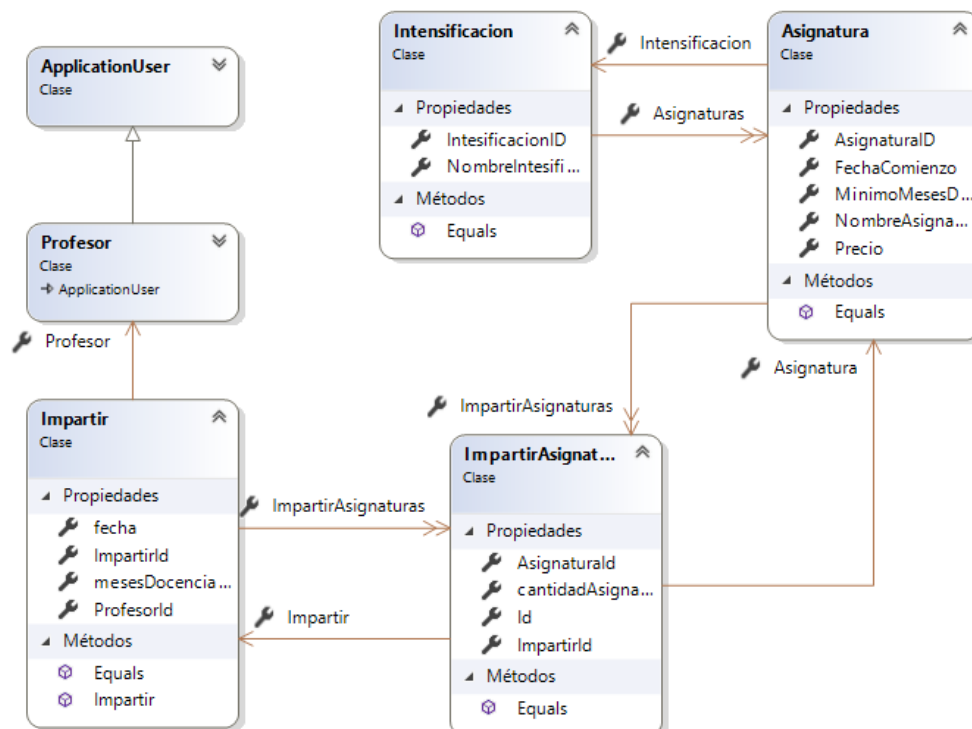 ApplicationUser
Clase
Profesor
Clase
ApplicationUser
Profesor
Impartir
Clase
Propiedades
fecha
ImpartirId
mesesDocencia...
ProfesorId
Métodos
Equals
Impartir
Intensificacion
Clase
Propiedades
IntesificacionID
NombreIntesifi...
Métodos
Equals
Intensificacion
Asignaturas
Asignatura
Clase
Propiedades
AsignaturaID
FechaComienzo
MinimoMesesD...
NombreAsigna...
Precio
Métodos
Equals
Asignatura
ImpartirAsignaturas
ImpartirAsignaturas
Impartir
ImpartirAsignat...
Clase
Propiedades
AsignaturaId
cantidadAsigna...
Id
ImpartirId
Métodos
Equals